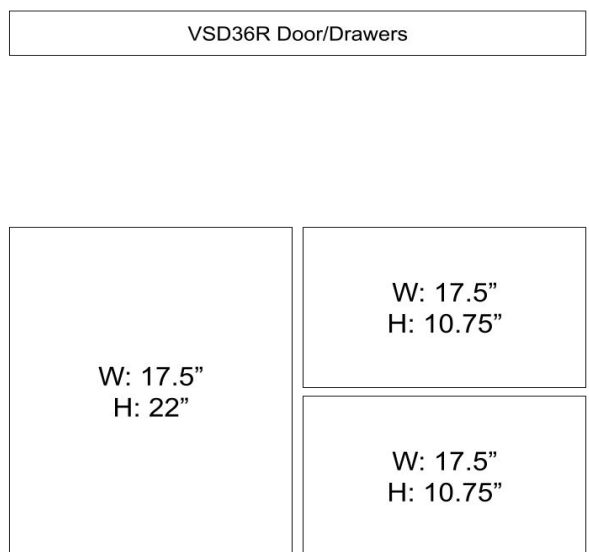 VSD36R Door/Drawers
W: 17.5”
H: 22”
W: 17.5”
H: 10.75”
W: 17.5”
H: 10.75”